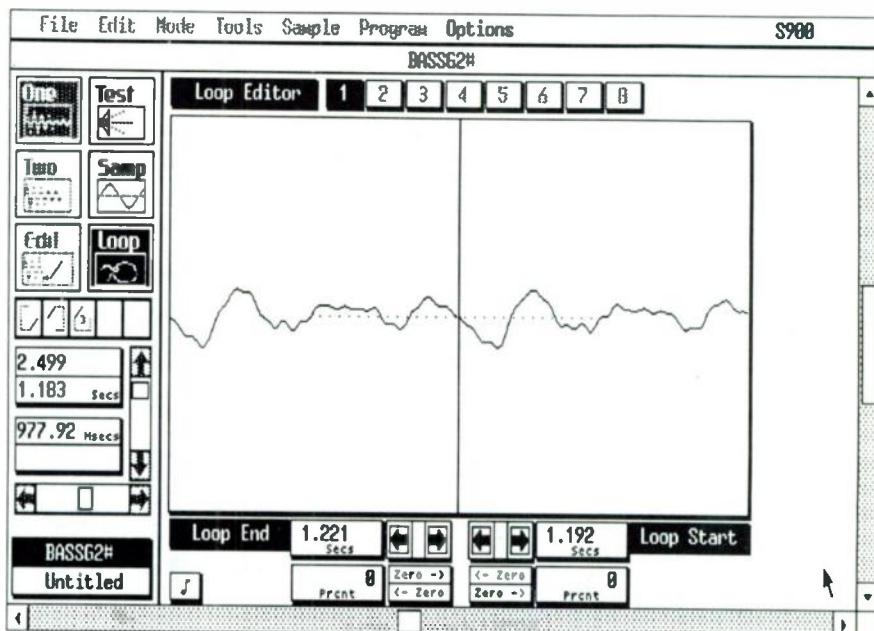 File Edit Mode Tools Sample Program Options S900
BASSG2#
One Test
Loop Editor 1 2 3 4 5 6 7 8
Two Samp
Edit Loop
2.499
1.183 Secs
977.92 Msecs
Loop End 1.221 Secs 1.192 Secs Loop Start
BASSG2#
Untitled
0 Prcnt Zero -> <- Zero 0 Prcnt
<- Zero Zero ->